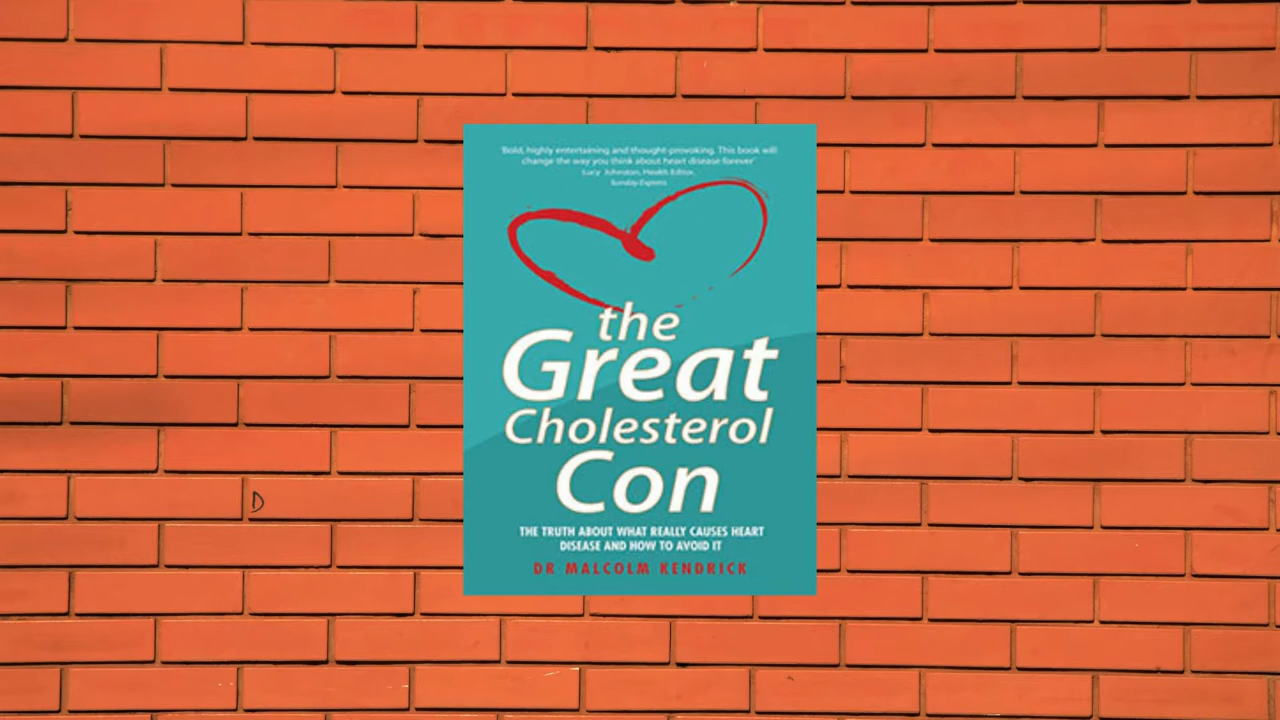 'Bold, highly entertaining and thought-provoking. This book will
change the way you think about heart disease forever'
Lucy Johnston, Health Editor,
Sunday Express
the
Great
Cholesterol
Con
THE TRUTH ABOUT WHAT REALLY CAUSES HEART
DISEASE AND HOW TO AVOID IT
DR MALCOLM KENDRICK
D